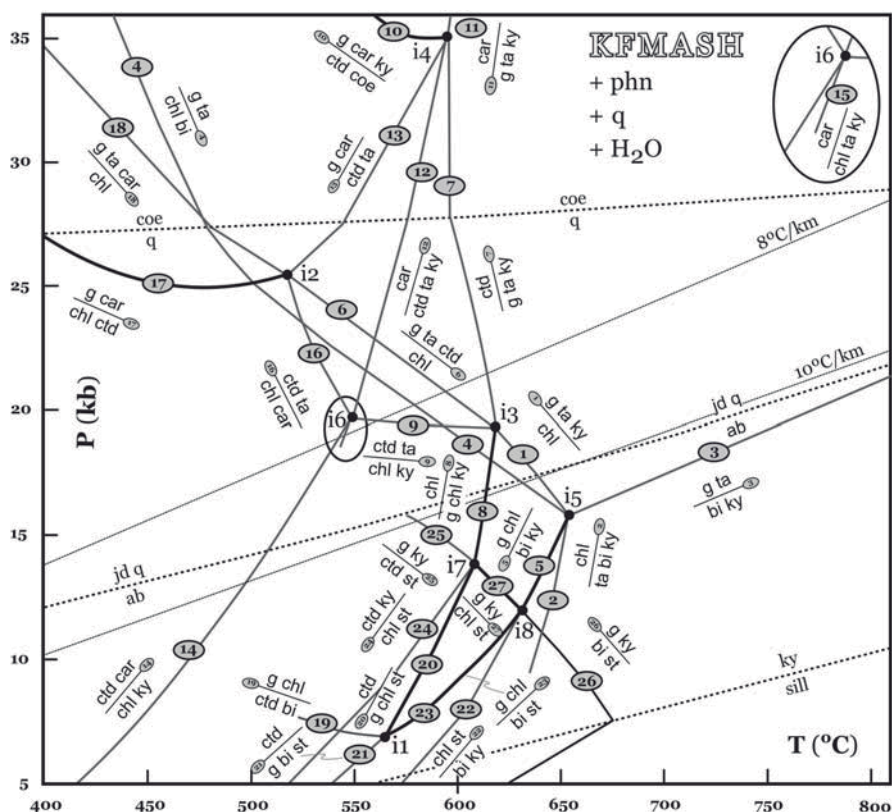 35
30
25
20
15
10
5
P (kb)
400
450
500
550
600
650
700
750
800
T (ºC)
KFMASH
+ phn
+ q
+ H₂O
i6
15
car
chl ta ky
10
g car ky
ctd coe
i4
11
car
g ta ky
4
g ta
chl bi
18
g ta car
chl
13
g car
ctd ta
12
7
coe
q
coe
q
8ºC/km
17
g car
chl ctd
i2
6
g ta ctd
chl
car
ctd ta ky
g ta ky
ctd
16
ctd ta
chl car
i6
9
ctd ta
chl ky
i3
4
1
g ta ky
chl
10ºC/km
jd q
ab
3
g ta
bi ky
i5
chl
g chl ky
8
g chl
bi ky
5
chl
ta bi ky
2
25
g ky
ctd st
i7
27
g ky
chl st
i8
jd q
ab
14
ctd car
chl ky
ctd ky
chl st
24
20
ctd
g chl st
g chl
ctd bi
19
23
22
g chl
bi st
g ky
bi st
26
ky
sill
i1
ctd
g bi st
21
chl st
bi ky